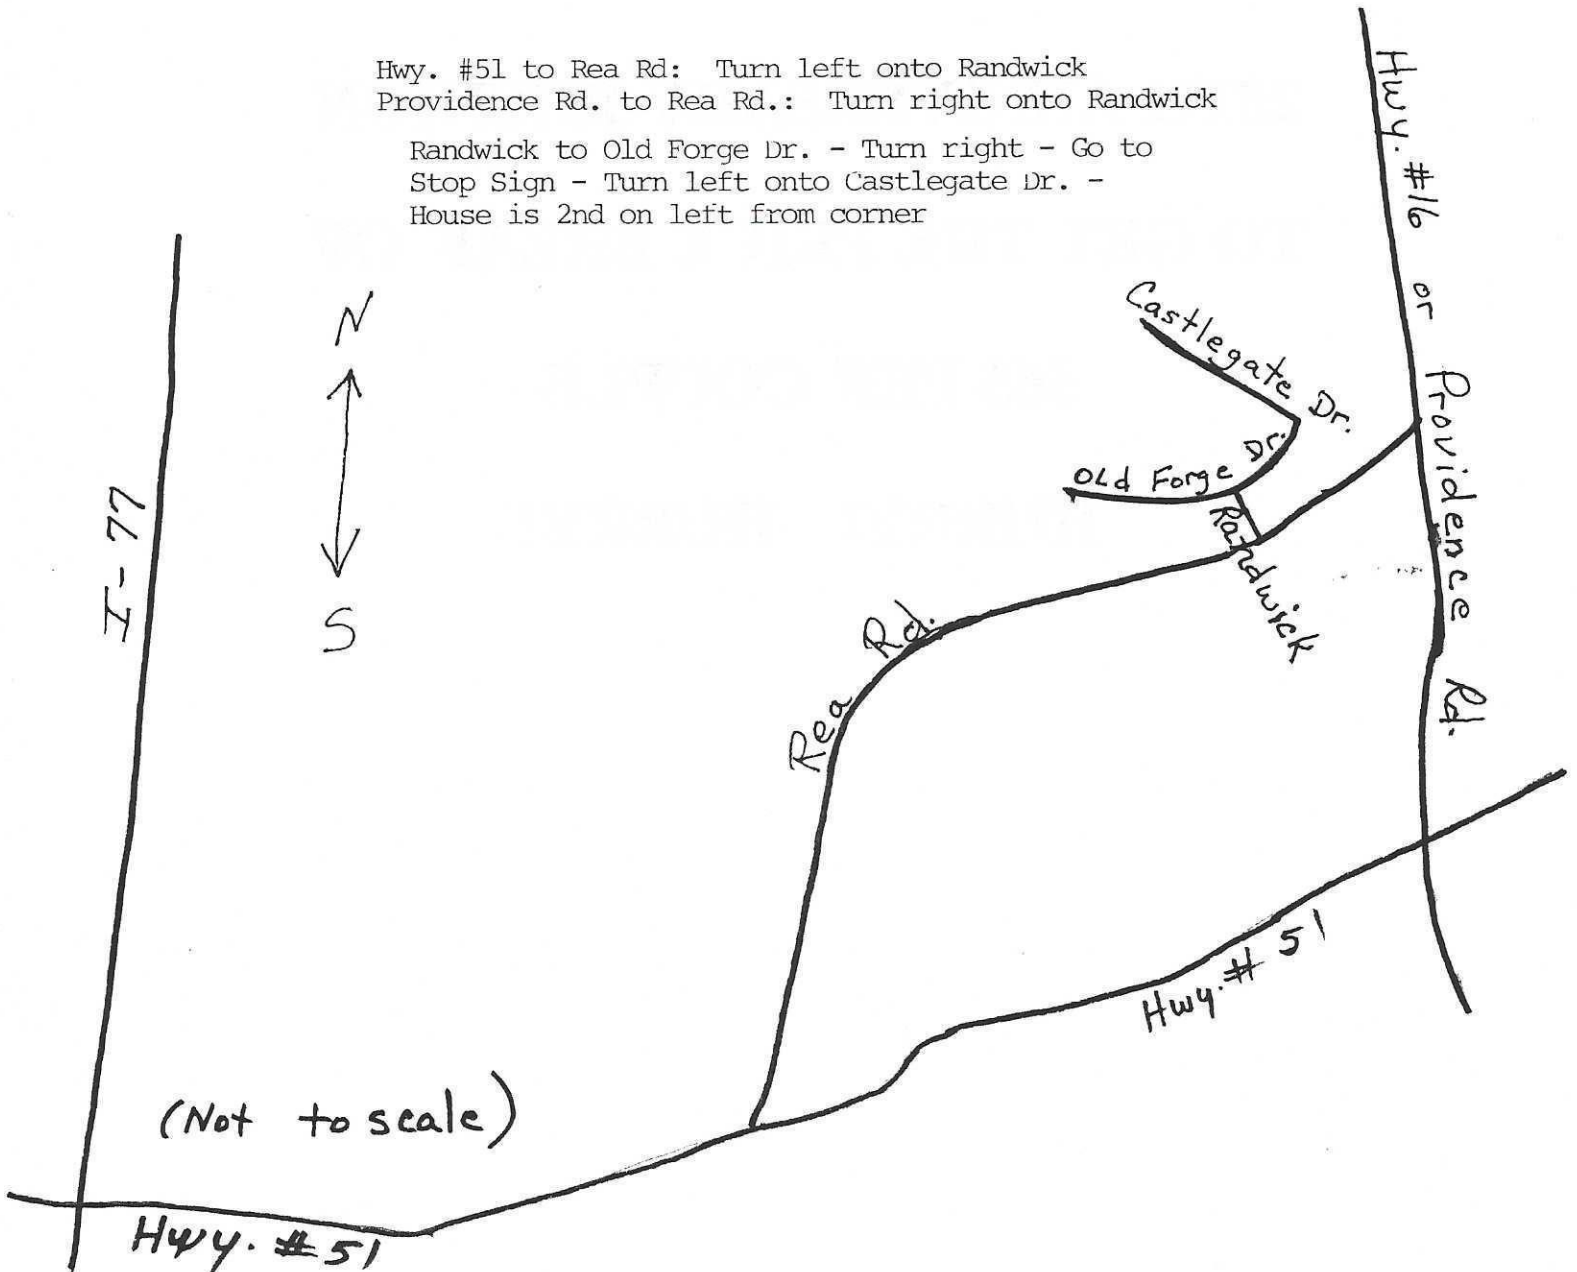 Hwy. #51 to Rea Rd: Turn left onto Randwick
Providence Rd. to Rea Rd.: Turn right onto Randwick
Randwick to Old Forge Dr. - Turn right - Go to
Stop Sign - Turn left onto Castlegate Dr. -
House is 2nd on left from corner
Hwy. #16 or Providence Rd.
N
S
I-77
Castlegate Dr.
Old Forge Dr.
Randwick
Rea Rd.
Hwy. # 51
(Not to scale)
Hwy. #51